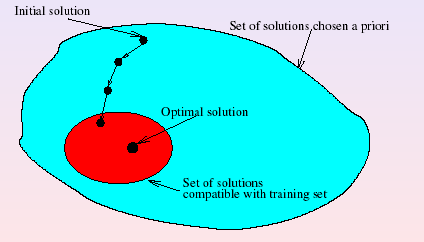 Initial solution
Set of solutions chosen a priori
Optimal solution
Set of solutions
compatible with training set